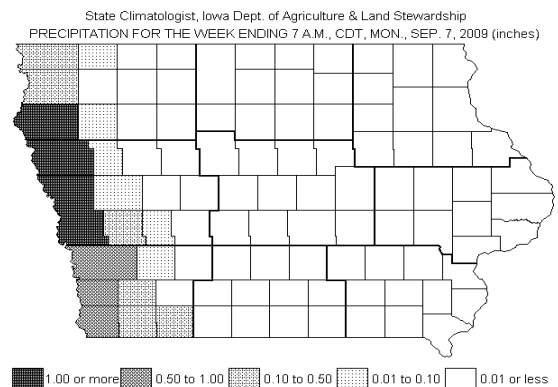 State Climatologist, Iowa Dept. of Agriculture & Land Stewardship
PRECIPITATION FOR THE WEEK ENDING 7 A.M., CDT, MON., SEP. 7, 2009 (inches)
1.00 or more 0.50 to 1.00 0.10 to 0.50 0.01 to 0.10 0.01 or less